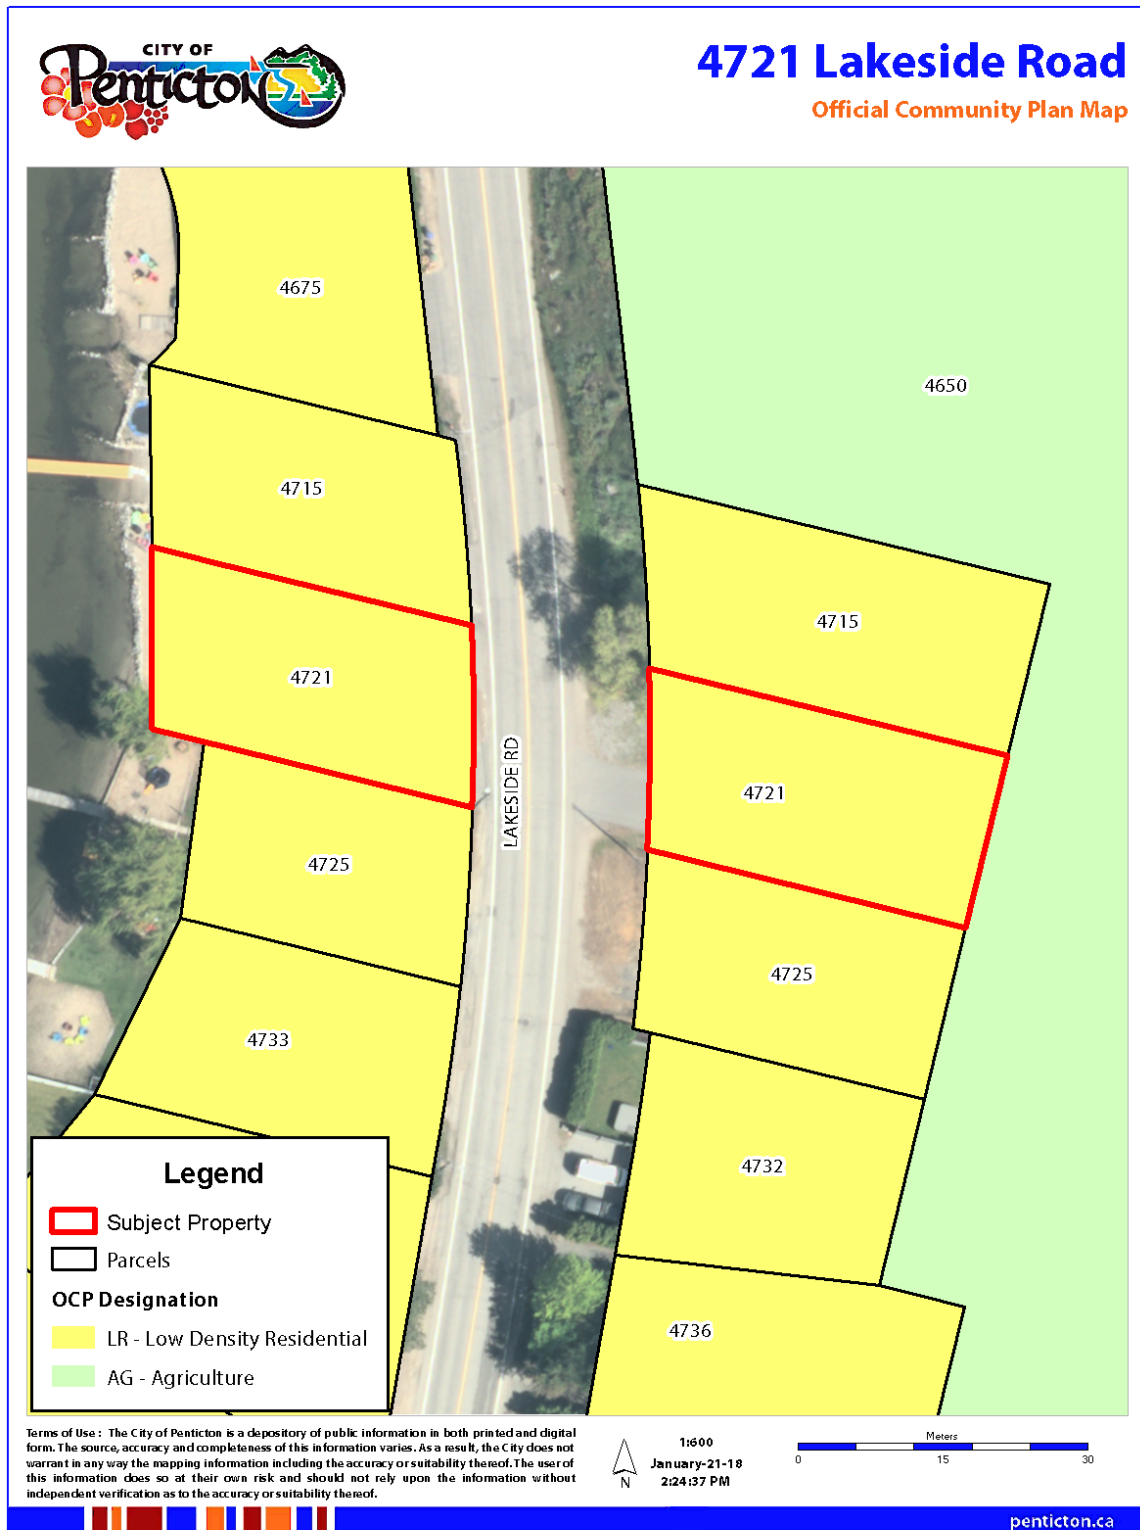 CITY OF
Penticton
4721 Lakeside Road
Official Community Plan Map
4675
4650
4715
4715
4721
4721
LAKESIDE RD
4725
4725
4733
4732
4736
Legend
Subject Property
Parcels
OCP Designation
LR - Low Density Residential
AG - Agriculture
Terms of Use : The City of Penticton is a depository of public information in both printed and digital
form. The source, accuracy and completeness of this information varies. As a result, the City does not
warrant in any way the mapping information including the accuracy or suitability thereof. The user of
this information does so at their own risk and should not rely upon the information without
independent verification as to the accuracy or suitability thereof.
N
1:600
January-21-18
2:24:37 PM
Meters
0 15 30
penticton.ca